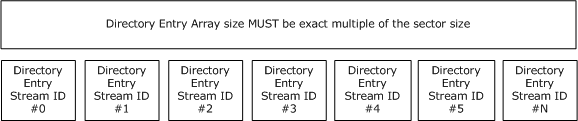 Directory Entry Array size MUST be exact multiple of the sector size
Directory
Entry
Stream ID
#0
Directory
Entry
Stream ID
#1
Directory
Entry
Stream ID
#2
Directory
Entry
Stream ID
#3
Directory
Entry
Stream ID
#4
Directory
Entry
Stream ID
#5
Directory
Entry
Stream ID
#N